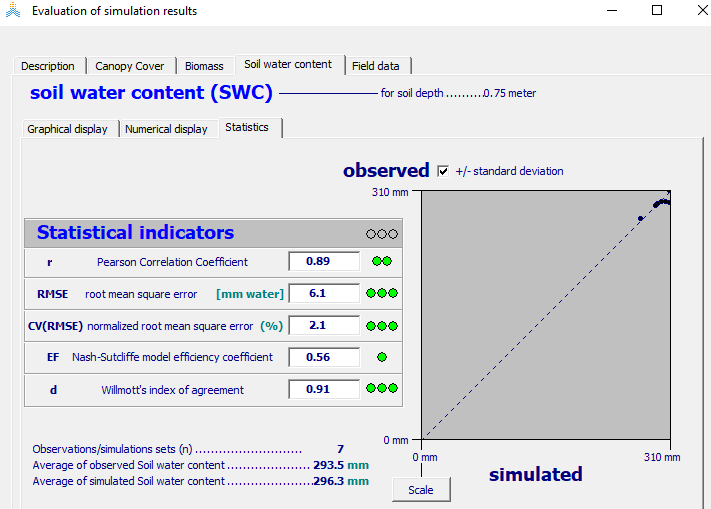 Evaluation of simulation results
Description Canopy Cover Biomass Soil water content Field data
soil water content (SWC) for soil depth ..........0.75 meter
Graphical display Numerical display Statistics
observed +/- standard deviation
310 mm
Statistical indicators
r Pearson Correlation Coefficient 0.89
RMSE root mean square error [mm water] 6.1
CV(RMSE) normalized root mean square error (%) 2.1
EF Nash-Sutcliffe model efficiency coefficient 0.56
d Willmott's index of agreement 0.91
0 mm
0 mm 310 mm
simulated
Scale
Observations/simulations sets (n) ........................... 7
Average of observed Soil water content ......................293.5 mm
Average of simulated Soil water content ......................296.3 mm